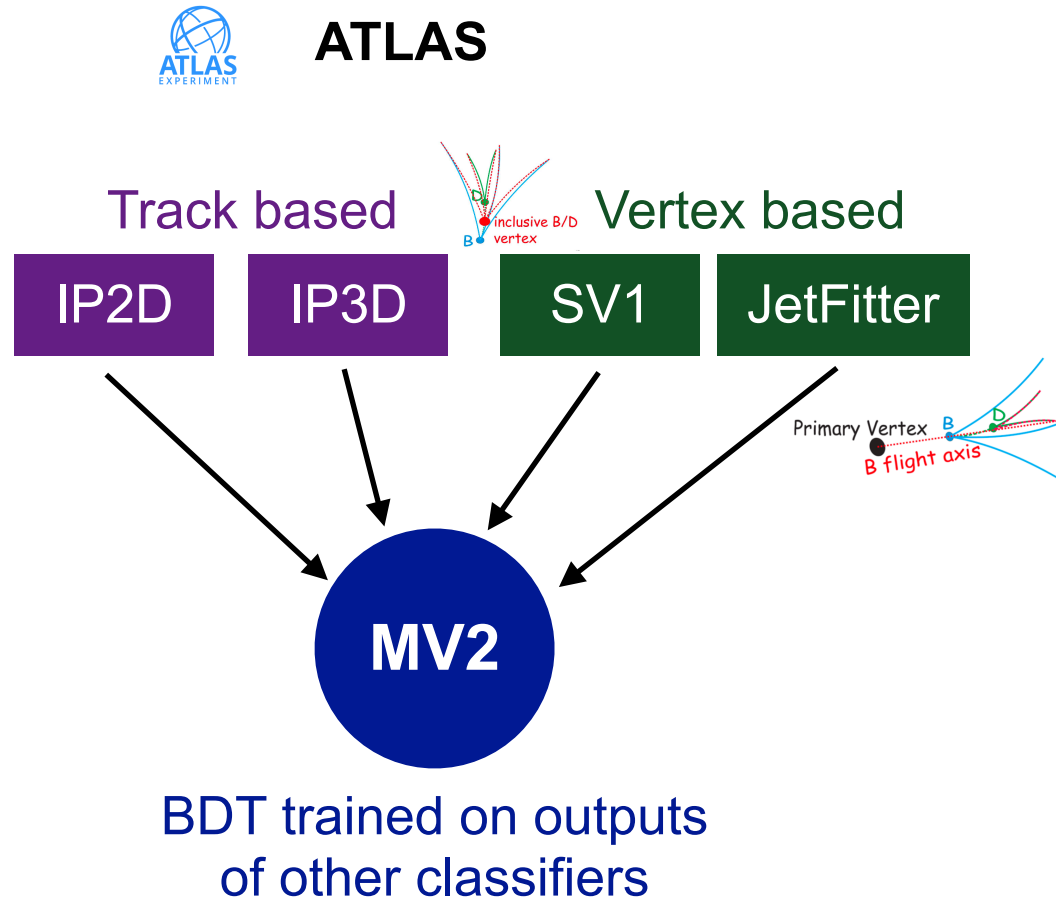 ATLAS
EXPERIMENT
ATLAS
Track based
D
inclusive B/D
vertex
B
Vertex based
IP2D
IP3D
SV1
JetFitter
Primary Vertex
B
D
B flight axis
MV2
BDT trained on outputs
of other classifiers